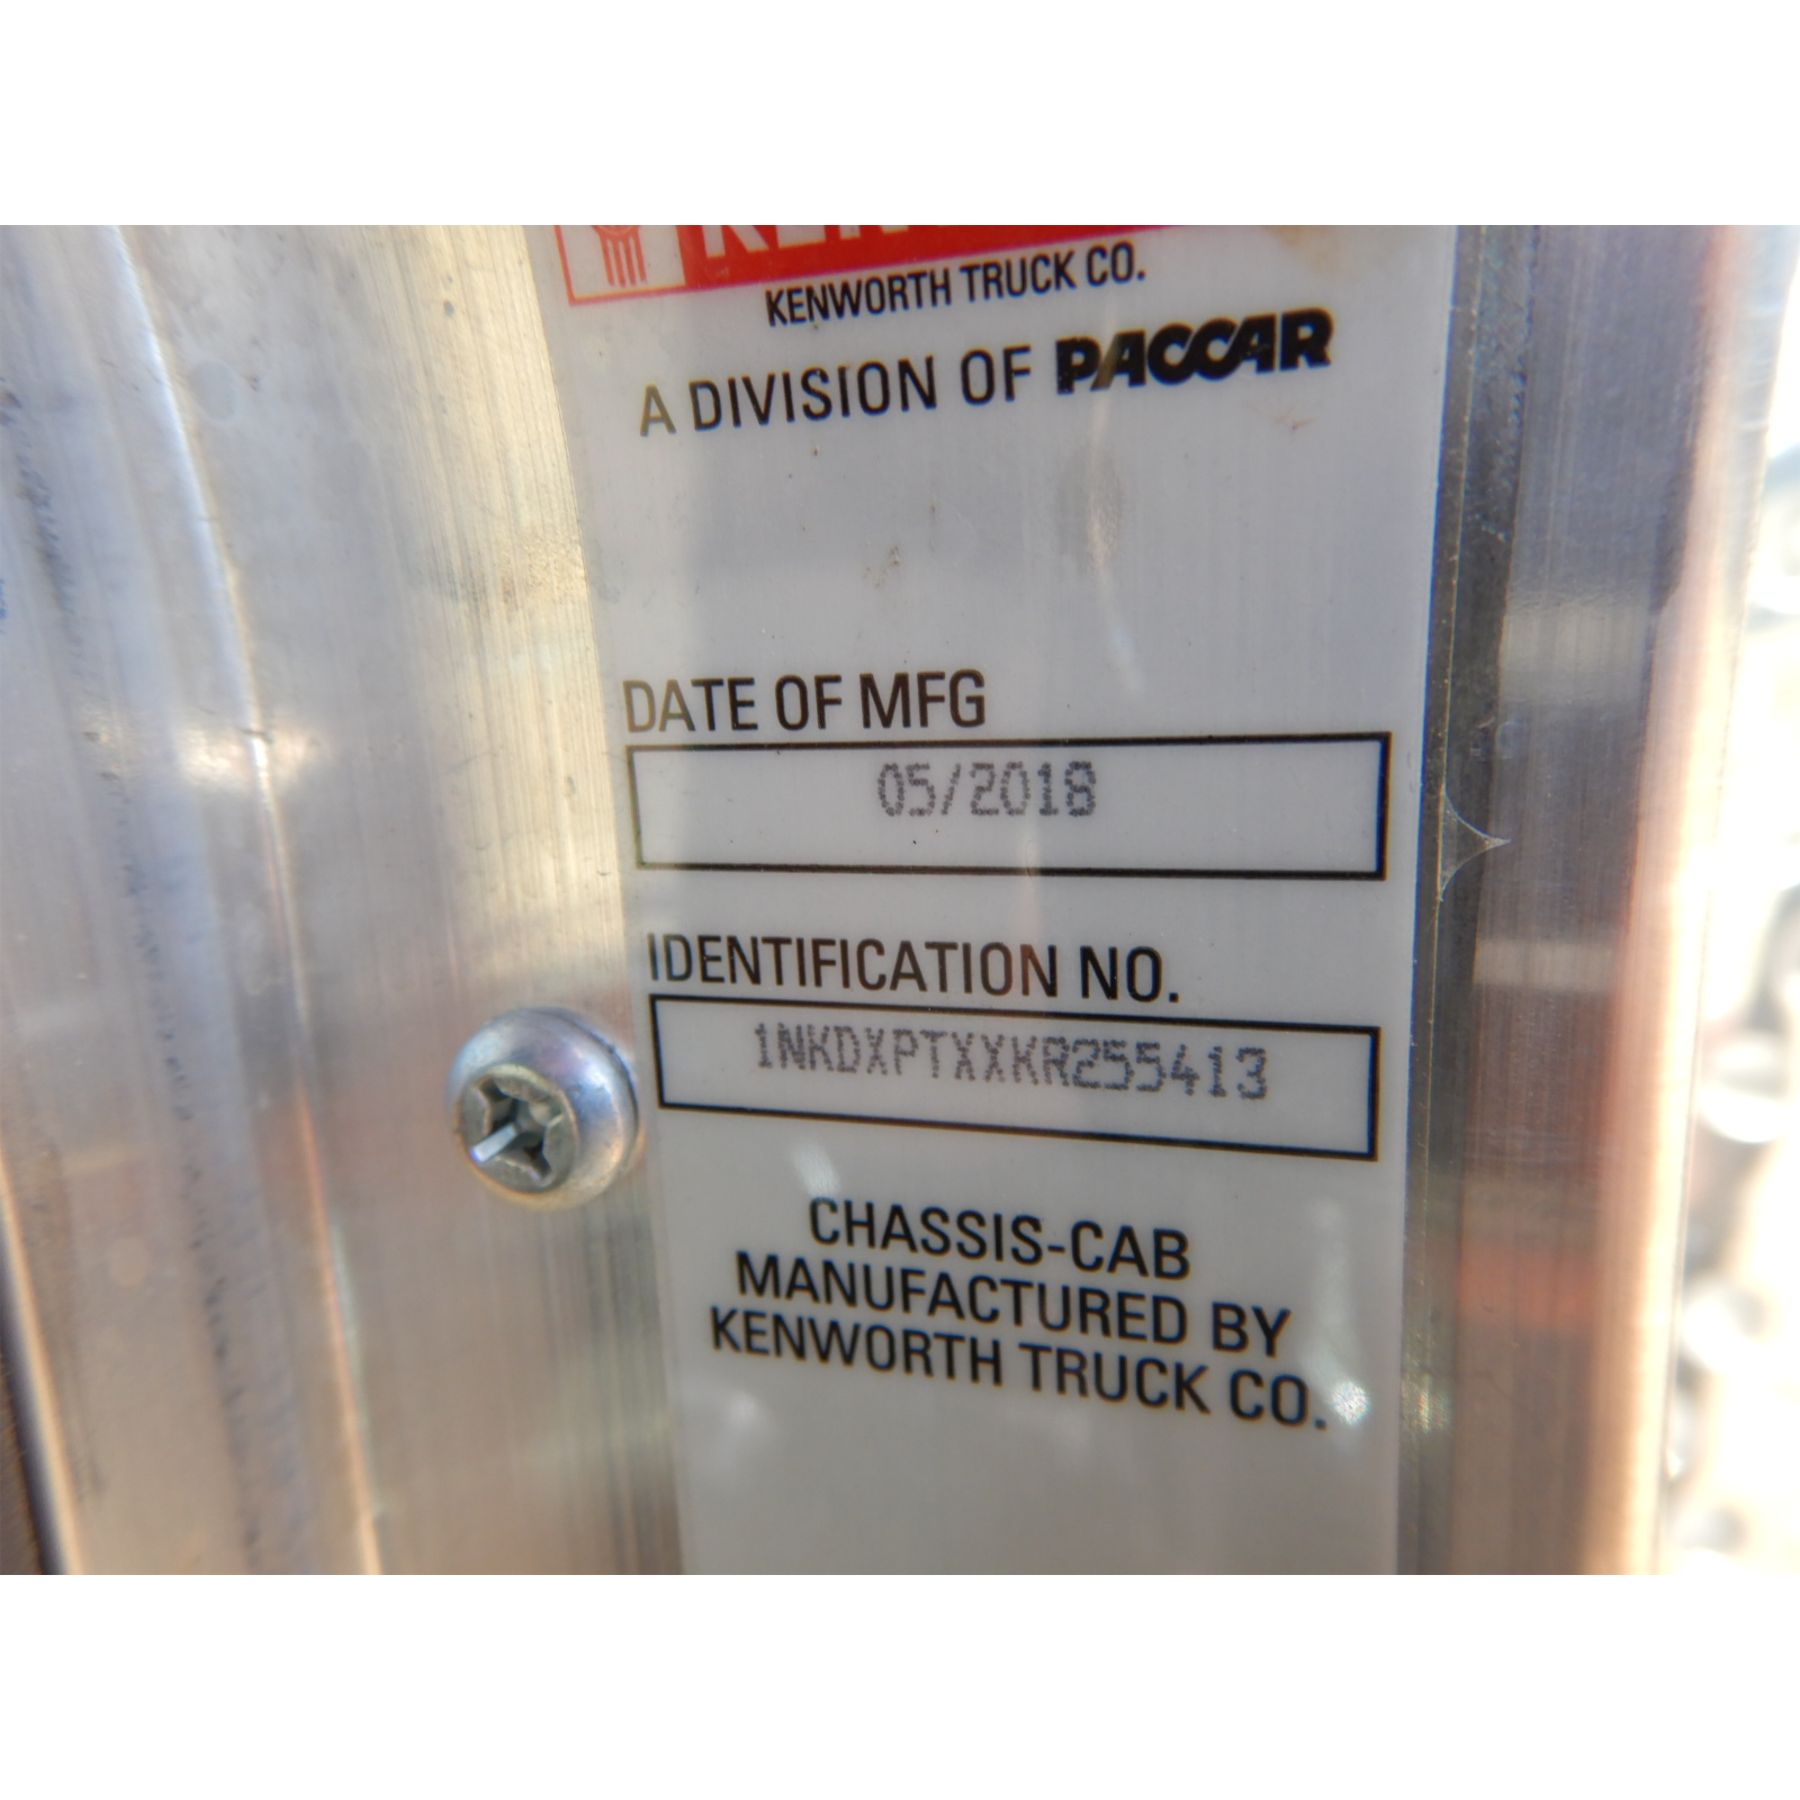 KENWORTH TRUCK CO.
A DIVISION OF PACCAR
DATE OF MFG
05/2018
IDENTIFICATION NO.
1NKDXPTXXKR255413
CHASSIS-CAB
MANUFACTURED BY
KENWORTH TRUCK CO.